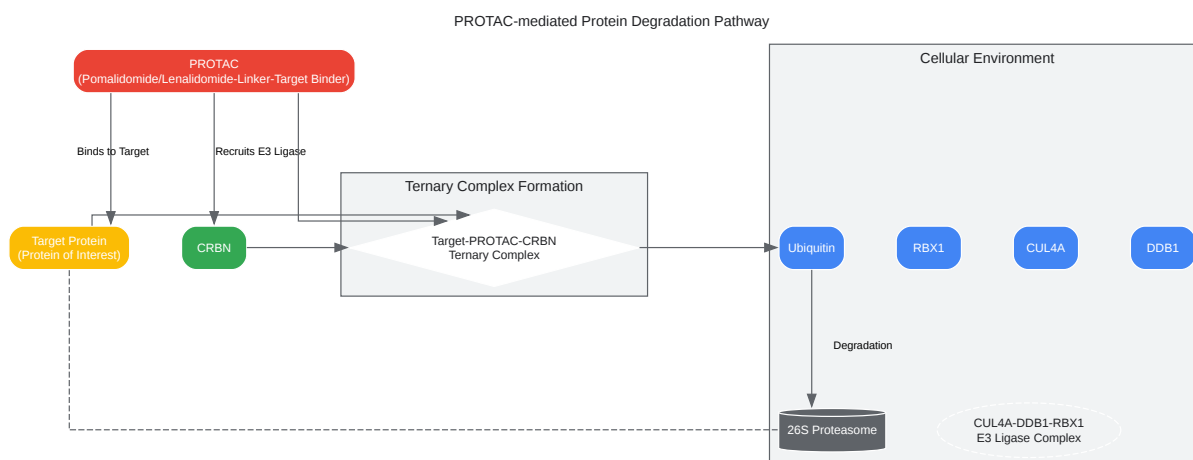 PROTAC-mediated Protein Degradation Pathway
Cellular Environment
PROTAC
(Pomalidomide/Lenalidomide-Linker-Target Binder)
Binds to Target
Recruits E3 Ligase
Ternary Complex Formation
Target Protein
(Protein of Interest)
CRBN
Target-PROTAC-CRBN
Ternary Complex
Ubiquitin
RBX1
CUL4A
DDB1
Degradation
26S Proteasome
CUL4A-DDB1-RBX1
E3 Ligase Complex